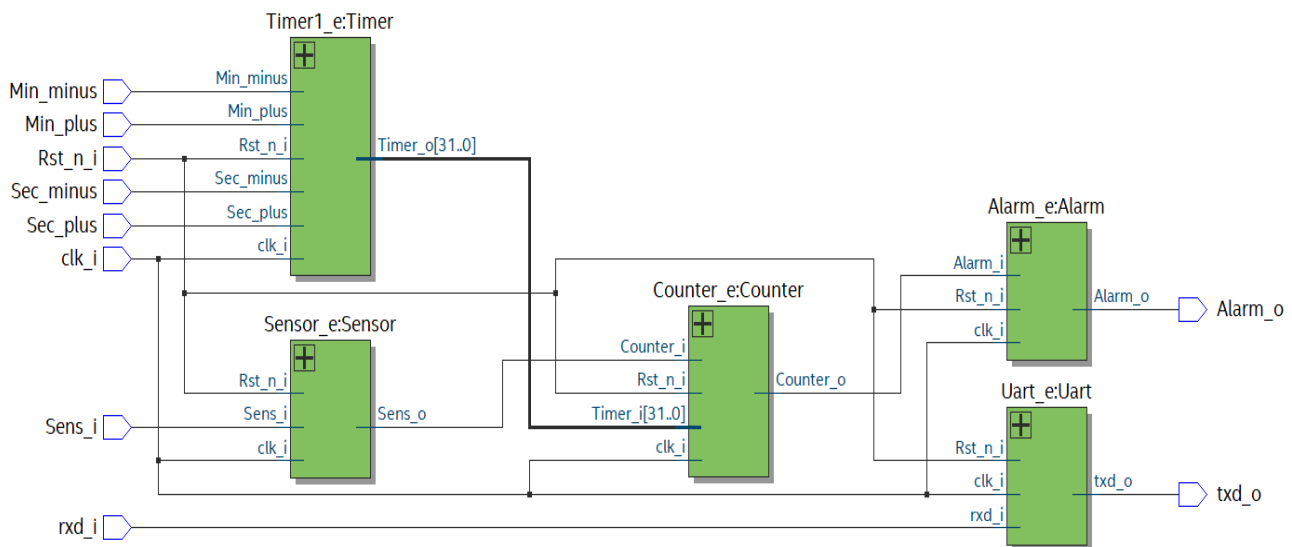 Timer1_e:Timer
Min_minus
Min_plus
Rst_n_i
Sec_minus
Sec_plus
clk_i
Min_minus
Min_plus
Rst_n_i
Sec_minus
Sec_plus
clk_i
Timer_o[31..0]
Sensor_e:Sensor
Sens_i
Rst_n_i
Sens_i
clk_i
Sens_o
Counter_e:Counter
Counter_i
Rst_n_i
Timer_i[31..0]
clk_i
Counter_o
Alarm_e:Alarm
Alarm_i
Rst_n_i
clk_i
Alarm_o
Alarm_o
Uart_e:Uart
Rst_n_i
clk_i
rxd_i
txd_o
txd_o
rxd_i